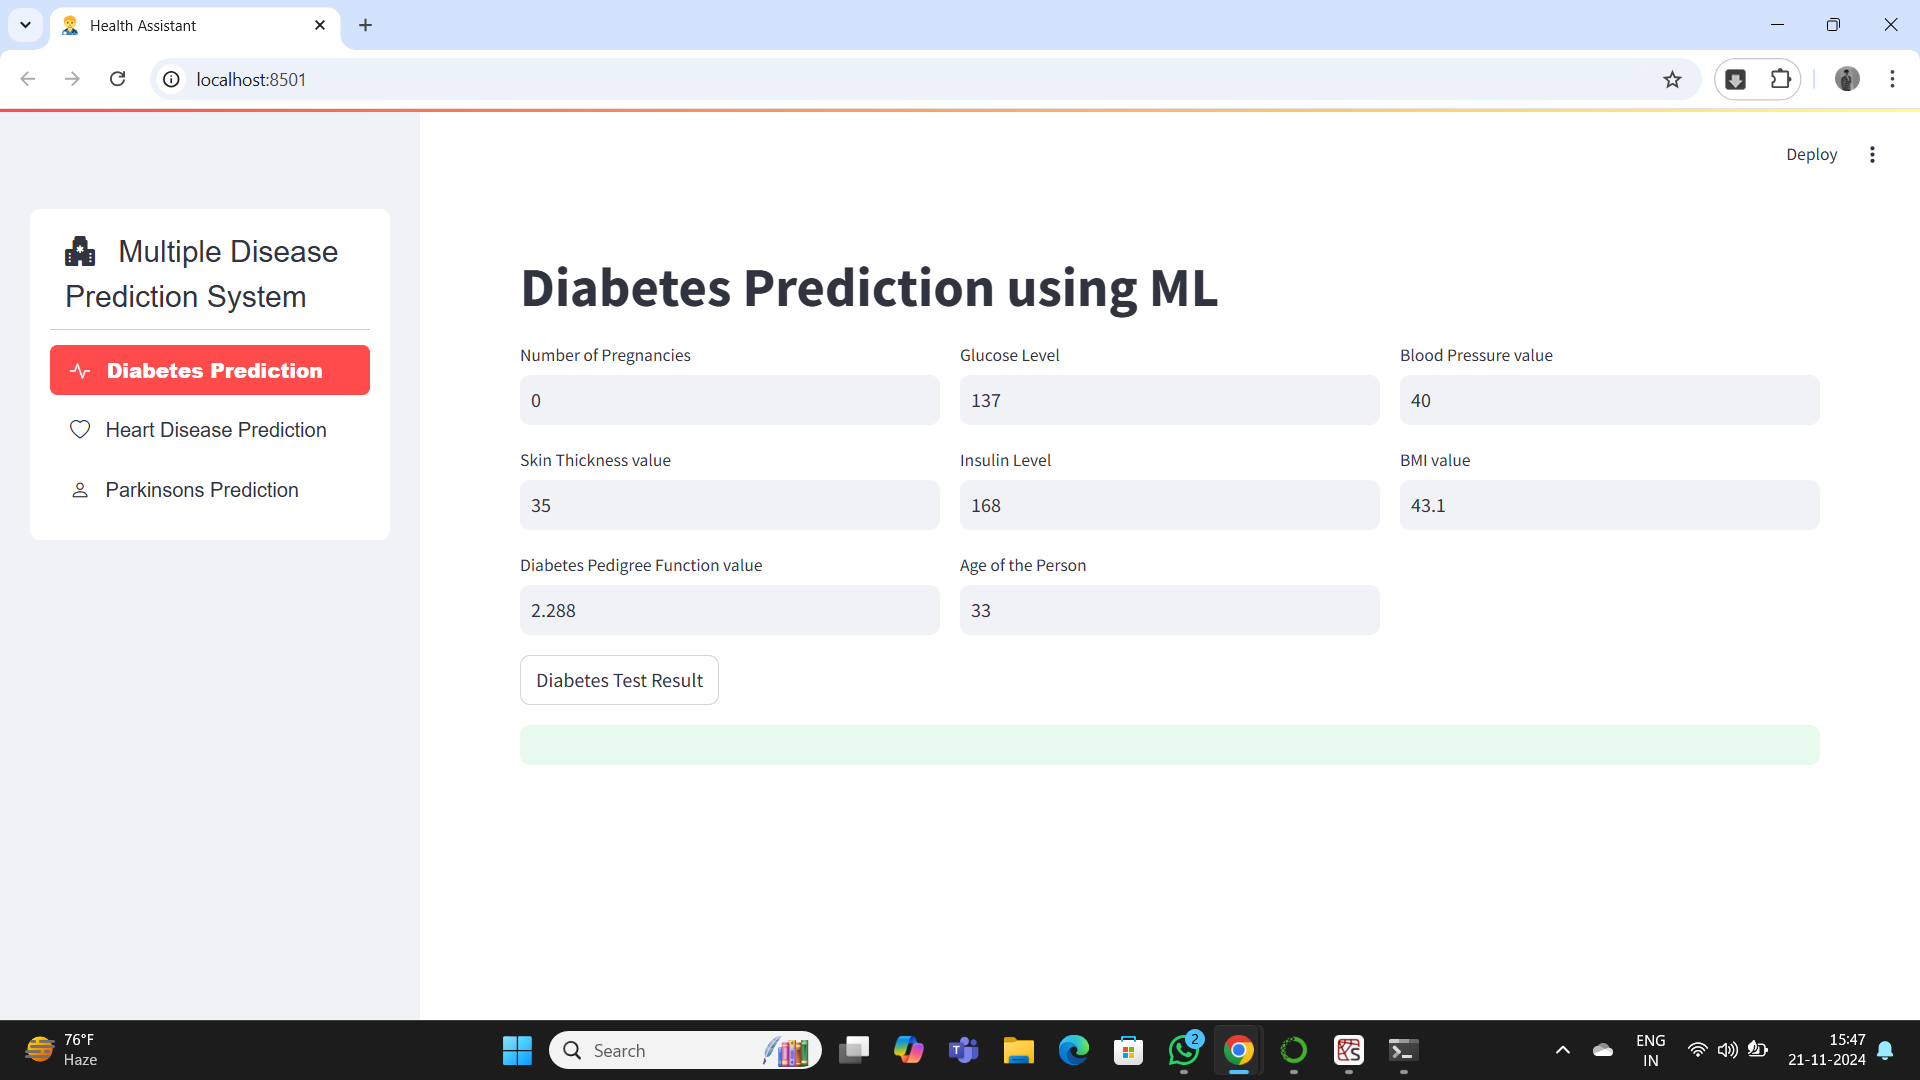 Health Assistant
localhost:8501
Deploy
Multiple Disease
Prediction System
Diabetes Prediction
Heart Disease Prediction
Parkinsons Prediction
Diabetes Prediction using ML
Number of Pregnancies
0
Glucose Level
137
Blood Pressure value
40
Skin Thickness value
35
Insulin Level
168
BMI value
43.1
Diabetes Pedigree Function value
2.288
Age of the Person
33
Diabetes Test Result
76°F
Haze
Search
2
ENG
IN
15:47
21-11-2024